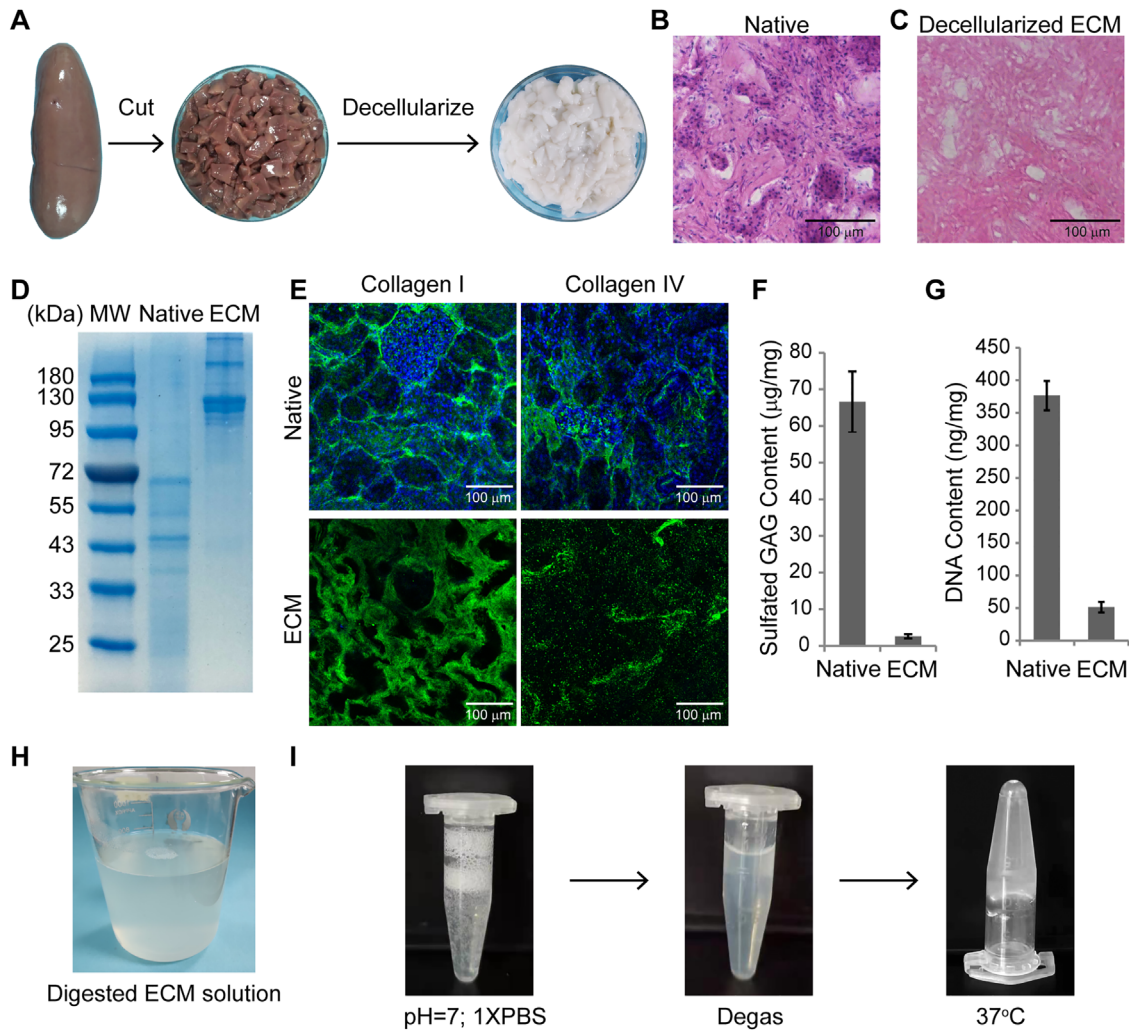 A
Cut
Decellularize
B
Native
100 μm
C
Decellularized ECM
100 μm
D
(kDa) MW Native ECM
180
130
95
72
55
43
33
25
E
Collagen I
Collagen IV
Native
100 μm
100 μm
ECM
100 μm
100 μm
F
Sulfated GAG Content (μg/mg)
80
70
60
50
40
30
20
10
0
Native ECM
G
DNA Content (ng/mg)
450
400
350
300
250
200
150
100
50
0
Native ECM
H
Digested ECM solution
I
pH=7; 1XPBS
Degas
37°C